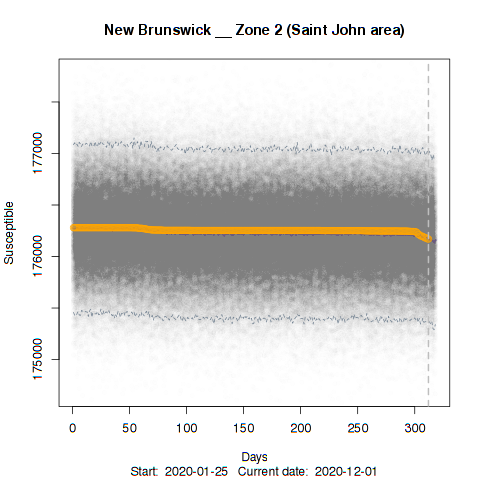 New Brunswick __ Zone 2 (Saint John area)
177000
176000
175000
Susceptible
0 50 100 150 200 250 300
Days
Start: 2020-01-25 Current date: 2020-12-01